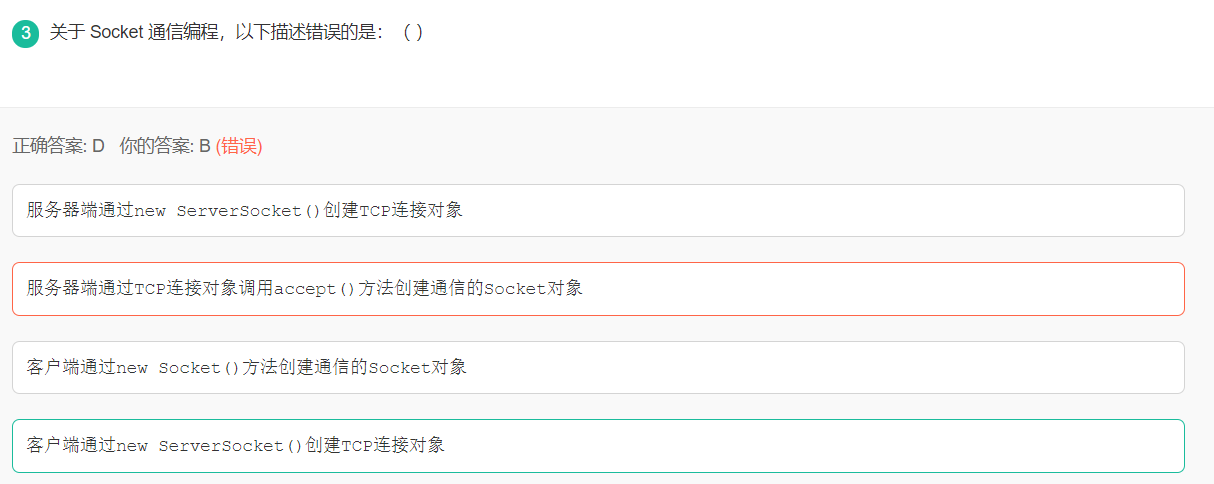 3 关于 Socket 通信编程，以下描述错误的是：（ ）
正确答案: D 你的答案: B (错误)
服务器端通过new ServerSocket()创建TCP连接对象
服务器端通过TCP连接对象调用accept()方法创建通信的Socket对象
客户端通过new Socket()方法创建通信的Socket对象
客户端通过new ServerSocket()创建TCP连接对象